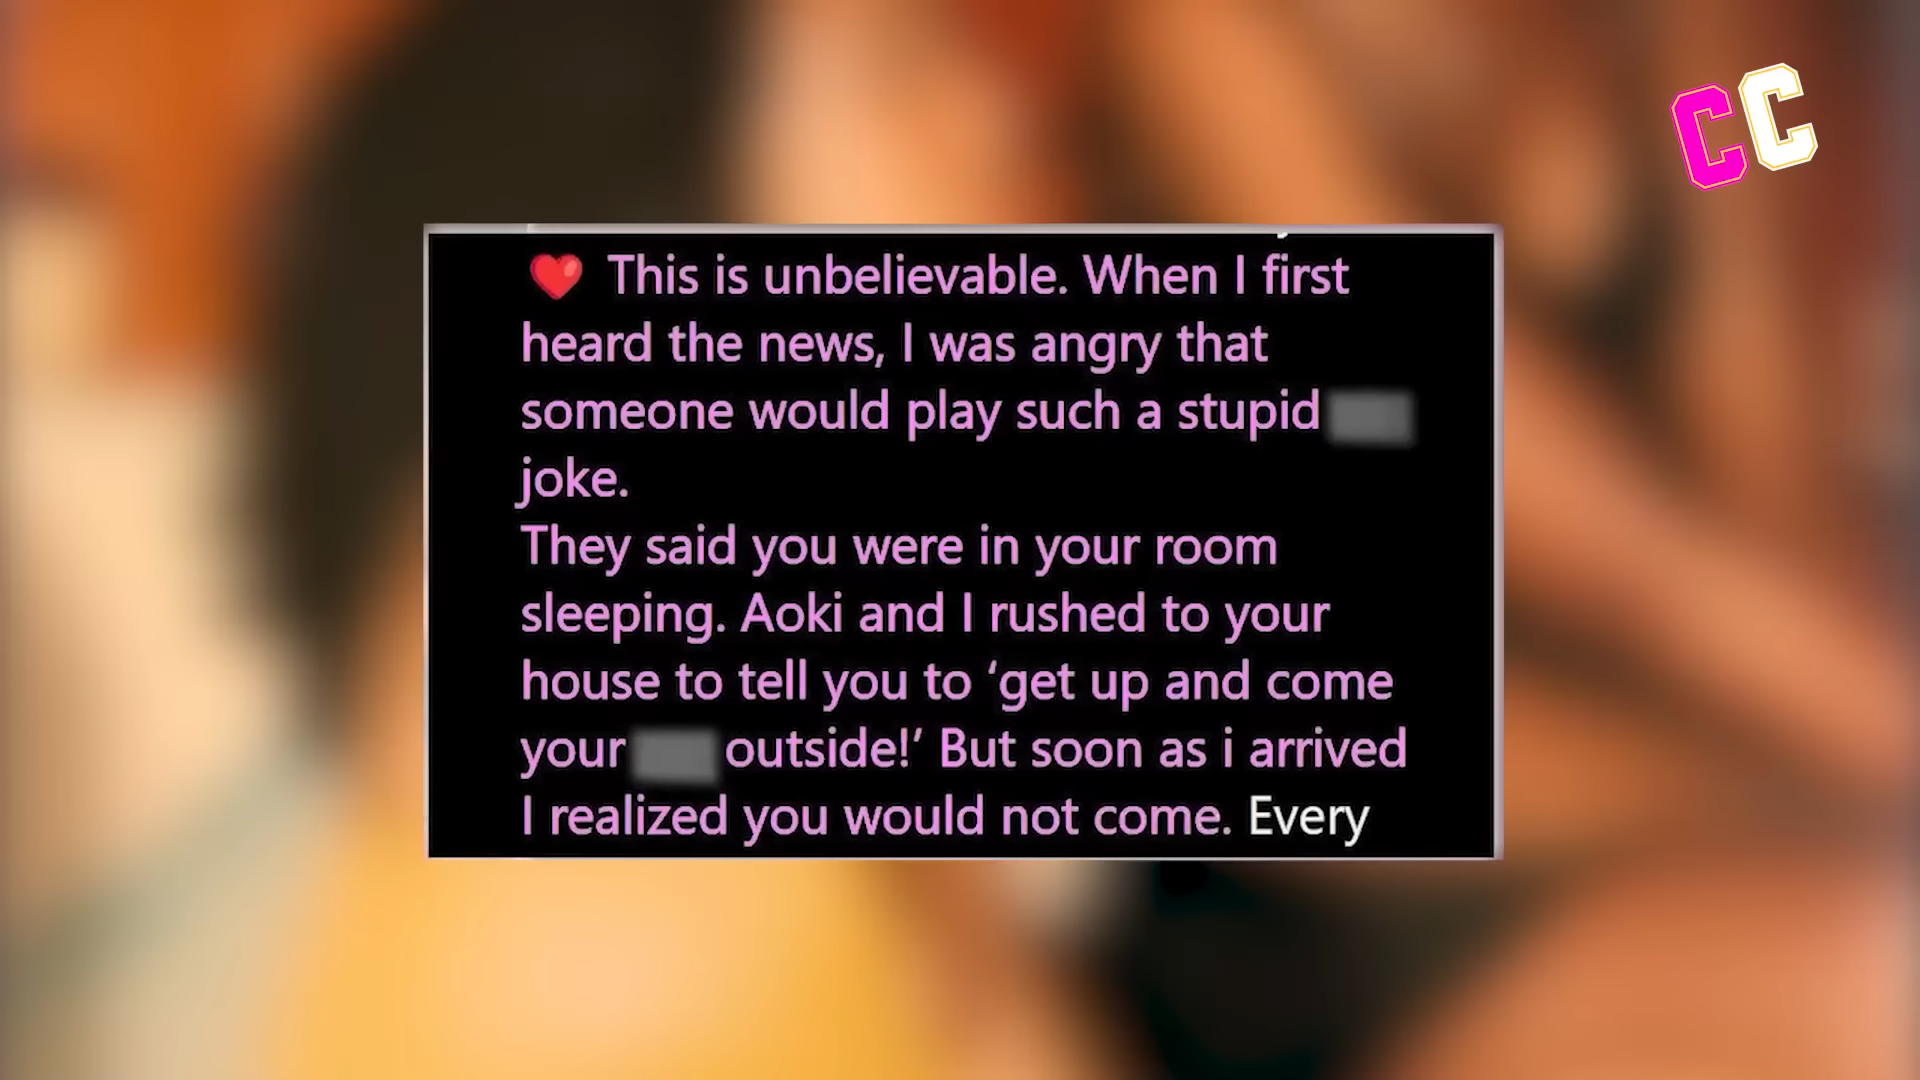 CC
❤️ This is unbelievable. When I first
heard the news, I was angry that
someone would play such a stupid
joke.
They said you were in your room
sleeping. Aoki and I rushed to your
house to tell you to ‘get up and come
your outside!’ But soon as i arrived
I realized you would not come. Every